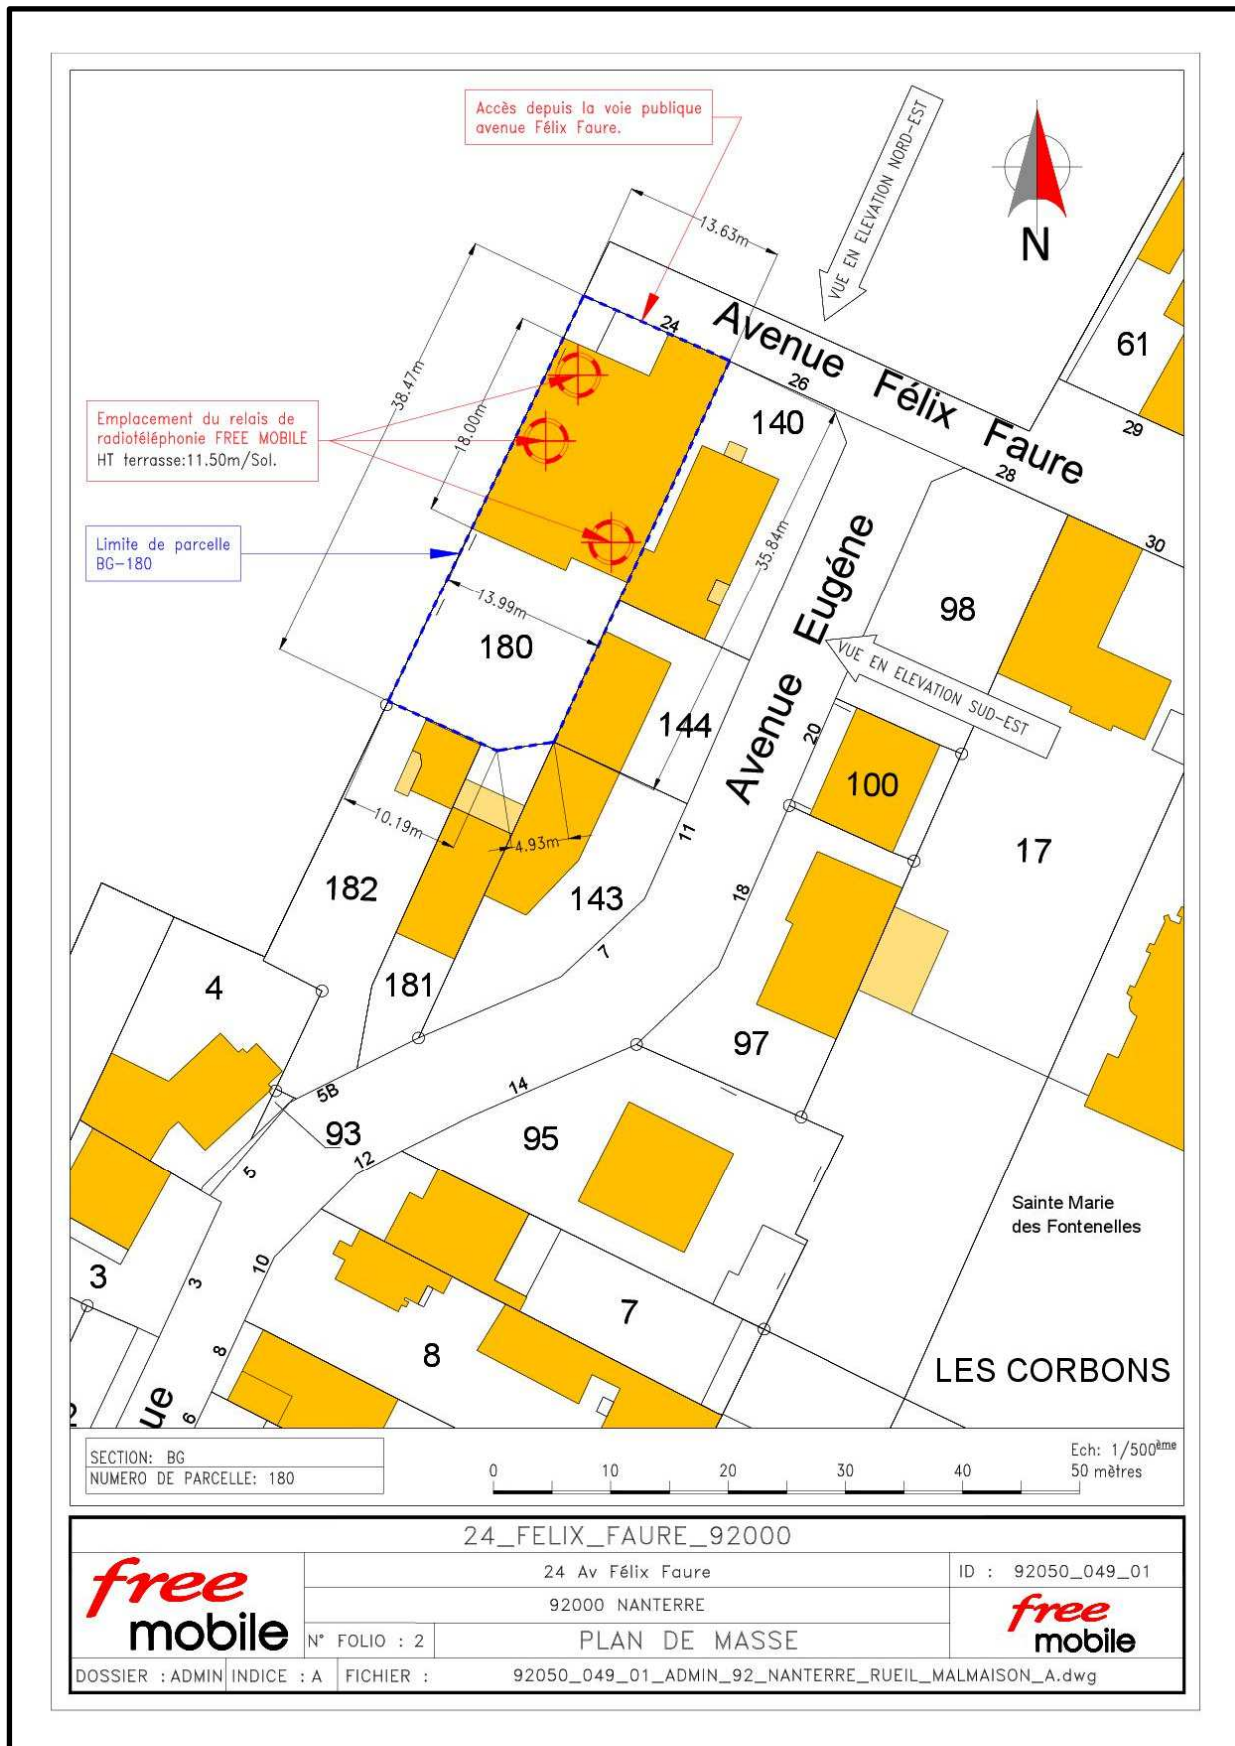 Accès depuis la voie publique
avenue Félix Faure.
VUE EN ELEVATION NORD-EST
N
13.63m
24
Avenue Félix Faure
26
28
29
30
61
38.47m
18.00m
140
Emplacement du relais de
radiotéléphonie FREE MOBILE
HT terrasse:11.50m/Sol.
Limite de parcelle
BG-180
35.84m
Avenue Eugéne
98
13.99m
180
VUE EN ELEVATION SUD-EST
144
20
100
10.19m
4.93m
11
17
182
143
18
181
7
4
97
5B
14
93
95
12
5
Sainte Marie
des Fontenelles
10
3
3
7
8
8
LES CORBONS
2
ue
6
SECTION: BG
NUMERO DE PARCELLE: 180
Ech: 1/500ème
0 10 20 30 40 50 mètres
24_FELIX_FAURE_92000
free
mobile
24 Av Félix Faure
ID : 92050_049_01
92000 NANTERRE
free
mobile
N° FOLIO : 2
PLAN DE MASSE
DOSSIER : ADMIN INDICE : A FICHIER : 92050_049_01_ADMIN_92_NANTERRE_RUEIL_MALMAISON_A.dwg